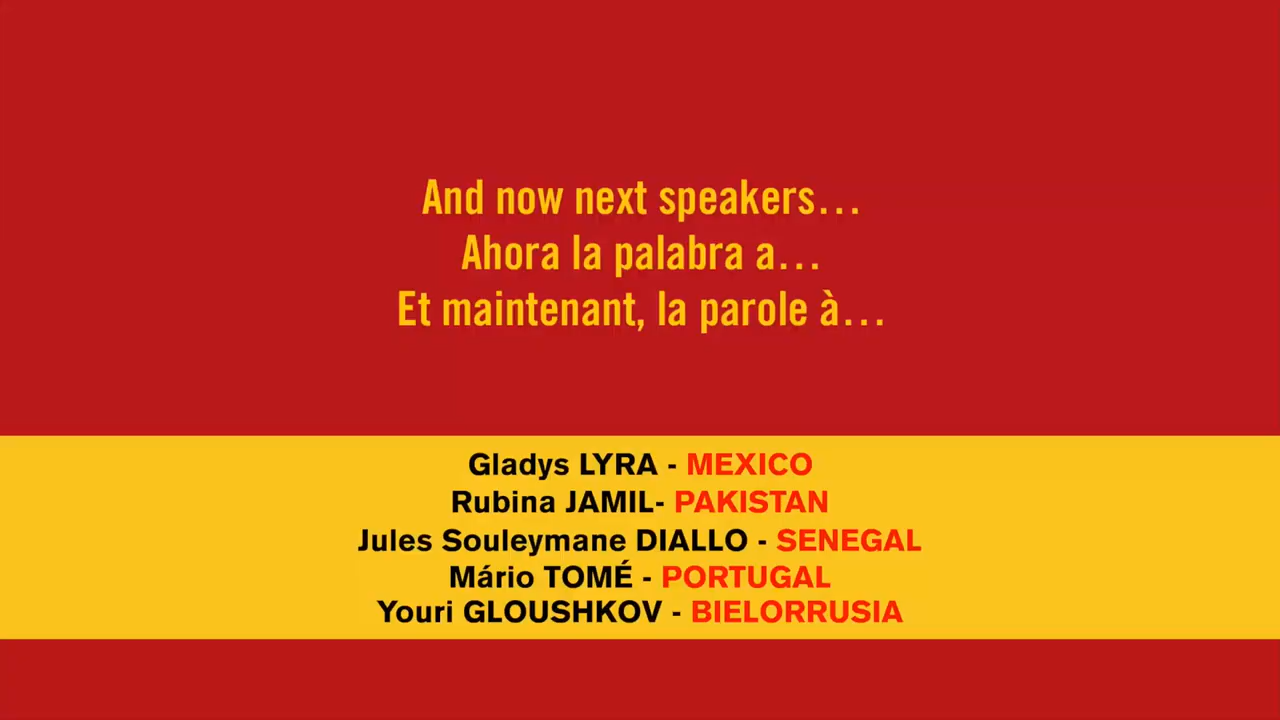 And now next speakers...
Ahora la palabra a...
Et maintenant, la parole à...
Gladys LYRA - MEXICO
Rubina JAMIL- PAKISTAN
Jules Souleymane DIALLO - SENEGAL
Mário TOMÉ - PORTUGAL
Youri GLOUSHKOV - BIELORRUSIA